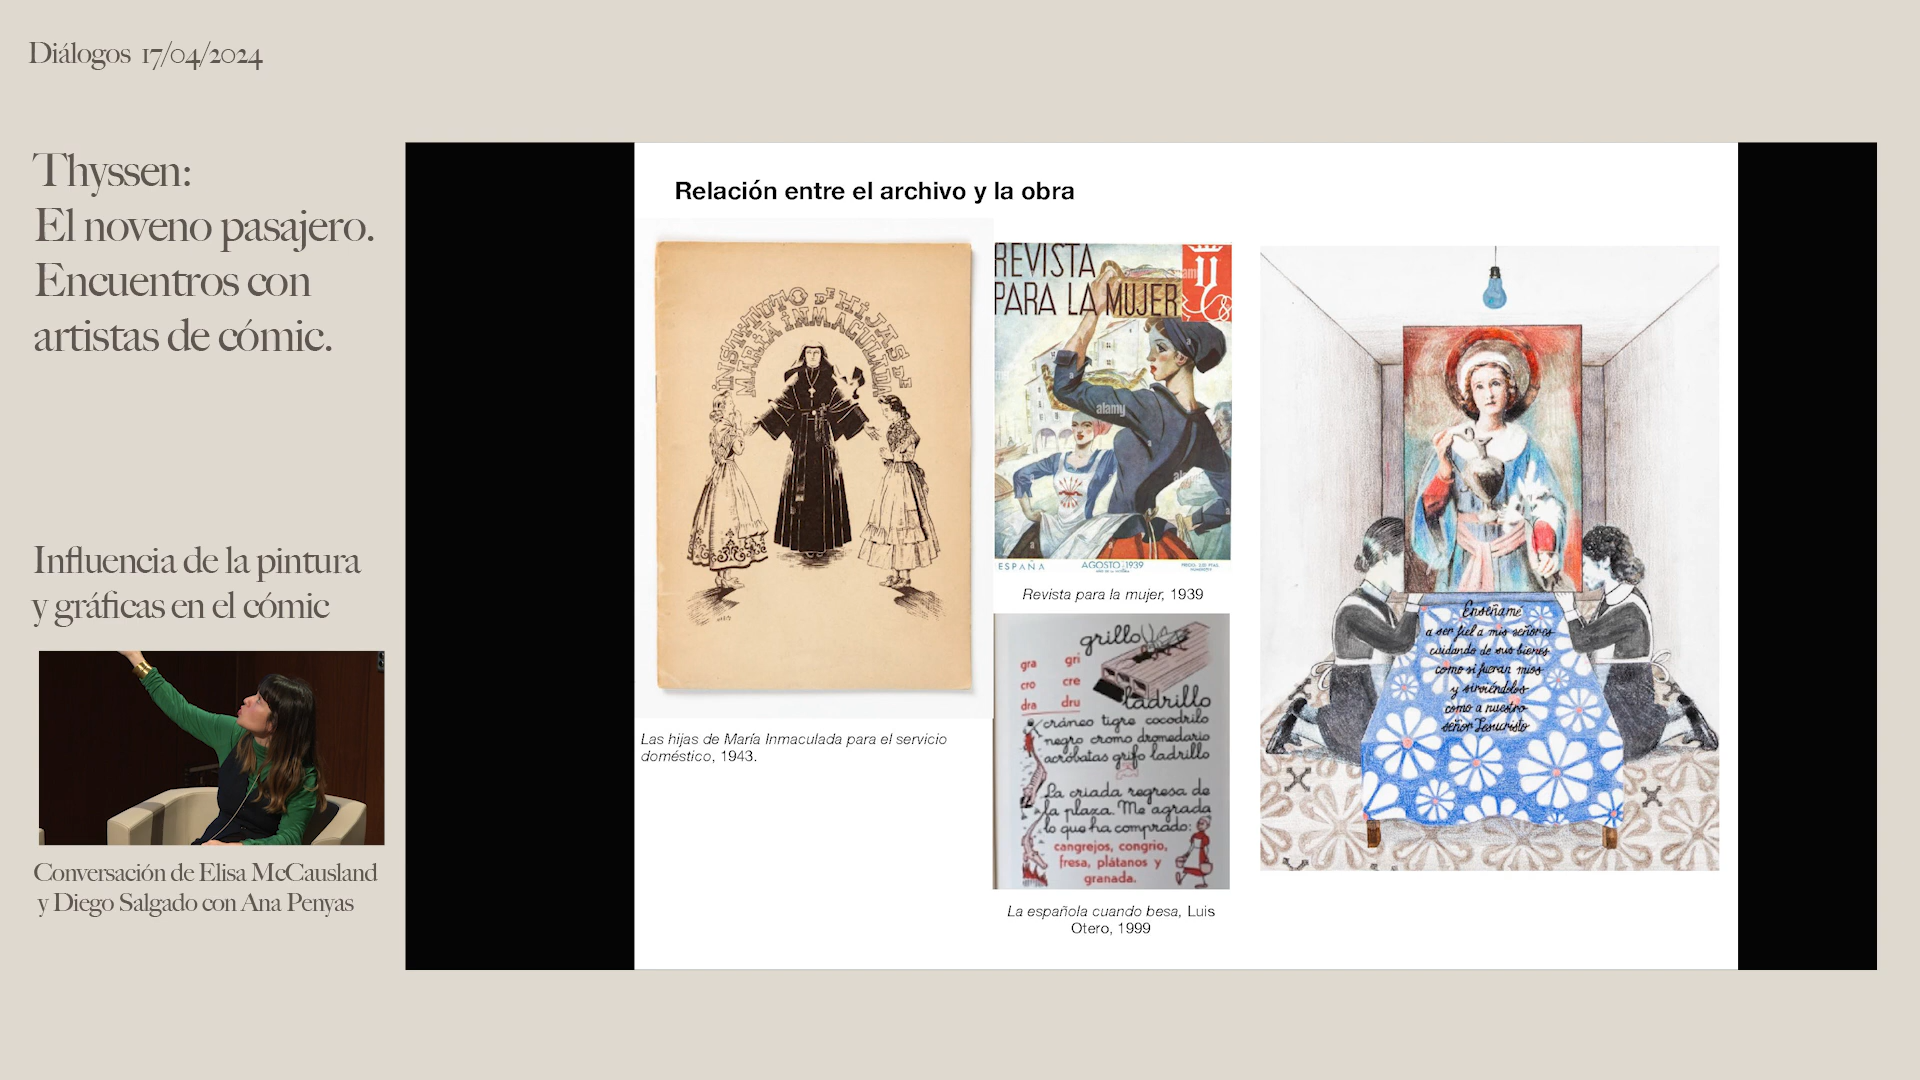 Diálogos 17/04/2024
Thyssen:
El noveno pasajero.
Encuentros con
artistas de cómic.
Influencia de la pintura
y gráficas en el cómic
Conversación de Elisa McCausland
y Diego Salgado con Ana Penyas
Relación entre el archivo y la obra
INSTITUTO DE HIJAS DE
MARÍA INMACULADA
Las hijas de María Inmaculada para el servicio
doméstico, 1943.
REVISTA
PARA LA MUJER
alamy
ESPAÑA
AGOSTO 1939
Revista para la mujer, 1939
grillo
gra gri
cro cre
dra dru
ladrillo
cráneo tigre cocodrilo
negro cromo dromedario
acróbatas grifo ladrillo
La criada regresa de
la plaza. Me agrada
lo que ha comprado:
cangrejos, congrio,
fresa, plátanos y
granada.
La española cuando besa, Luis
Otero, 1999
Enséñame
a ser fiel a mis señores
cuidando de sus bienes
como si fueran míos
y sirviéndolos
como a nuestro
señor Jesucristo